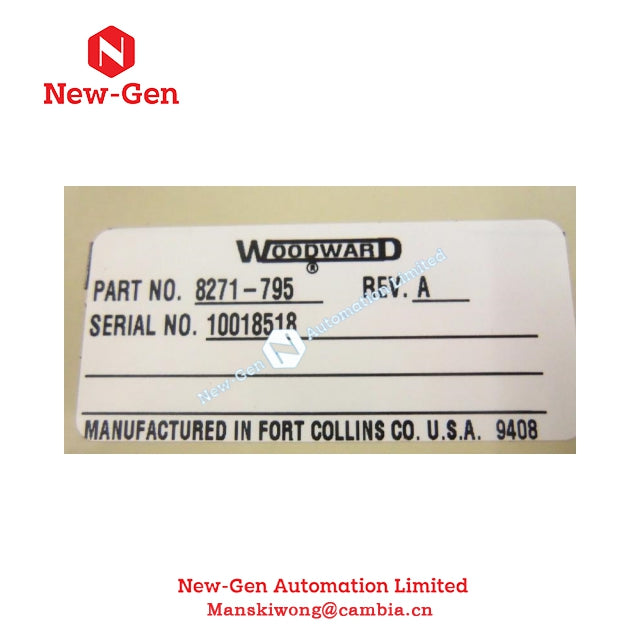 N
New-Gen
WOODWARD
®
PART NO. 8271-795 REV. A
SERIAL NO. 10018518
New-Gen N Automation Limited
MANUFACTURED IN FORT COLLINS CO. U.S.A. 9408
New-Gen Automation Limited
Manskiwong@cambia.cn